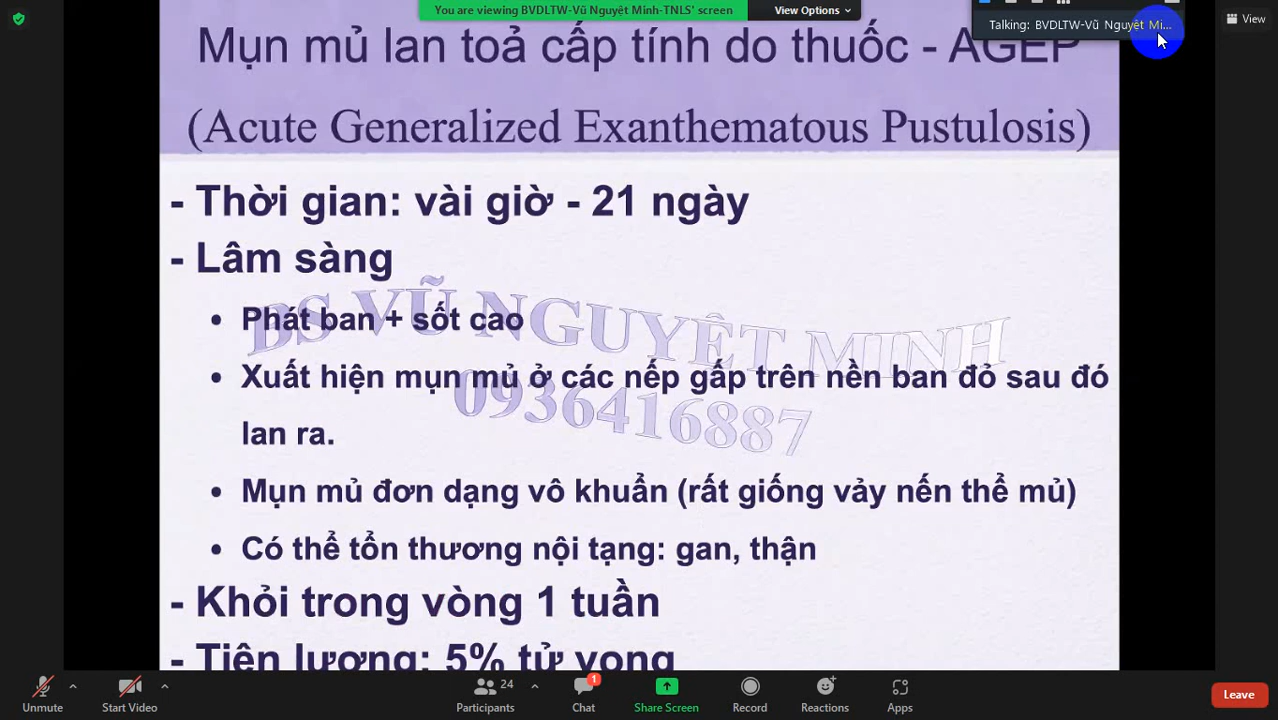 You are viewing BVDLTW-Vũ Nguyệt Minh-TNLS' screen
View Options
Talking: BVDLTW-Vũ Nguyệt Mi...
View
Mụn mủ lan toả cấp tính do thuốc - AGEP
(Acute Generalized Exanthematous Pustulosis)
- Thời gian: vài giờ - 21 ngày
- Lâm sàng
• Phát ban + sốt cao
BS VŨ NGUYỆT MINH
0936416887
• Xuất hiện mụn mủ ở các nếp gấp trên nền ban đỏ sau đó
lan ra.
• Mụn mủ đơn dạng vô khuẩn (rất giống vảy nến thể mủ)
• Có thể tổn thương nội tạng: gan, thận
- Khỏi trong vòng 1 tuần
- Tiên lượng: 5% tử vong
Unmute
Start Video
24
Participants
1
Chat
Share Screen
Record
Reactions
Apps
Leave